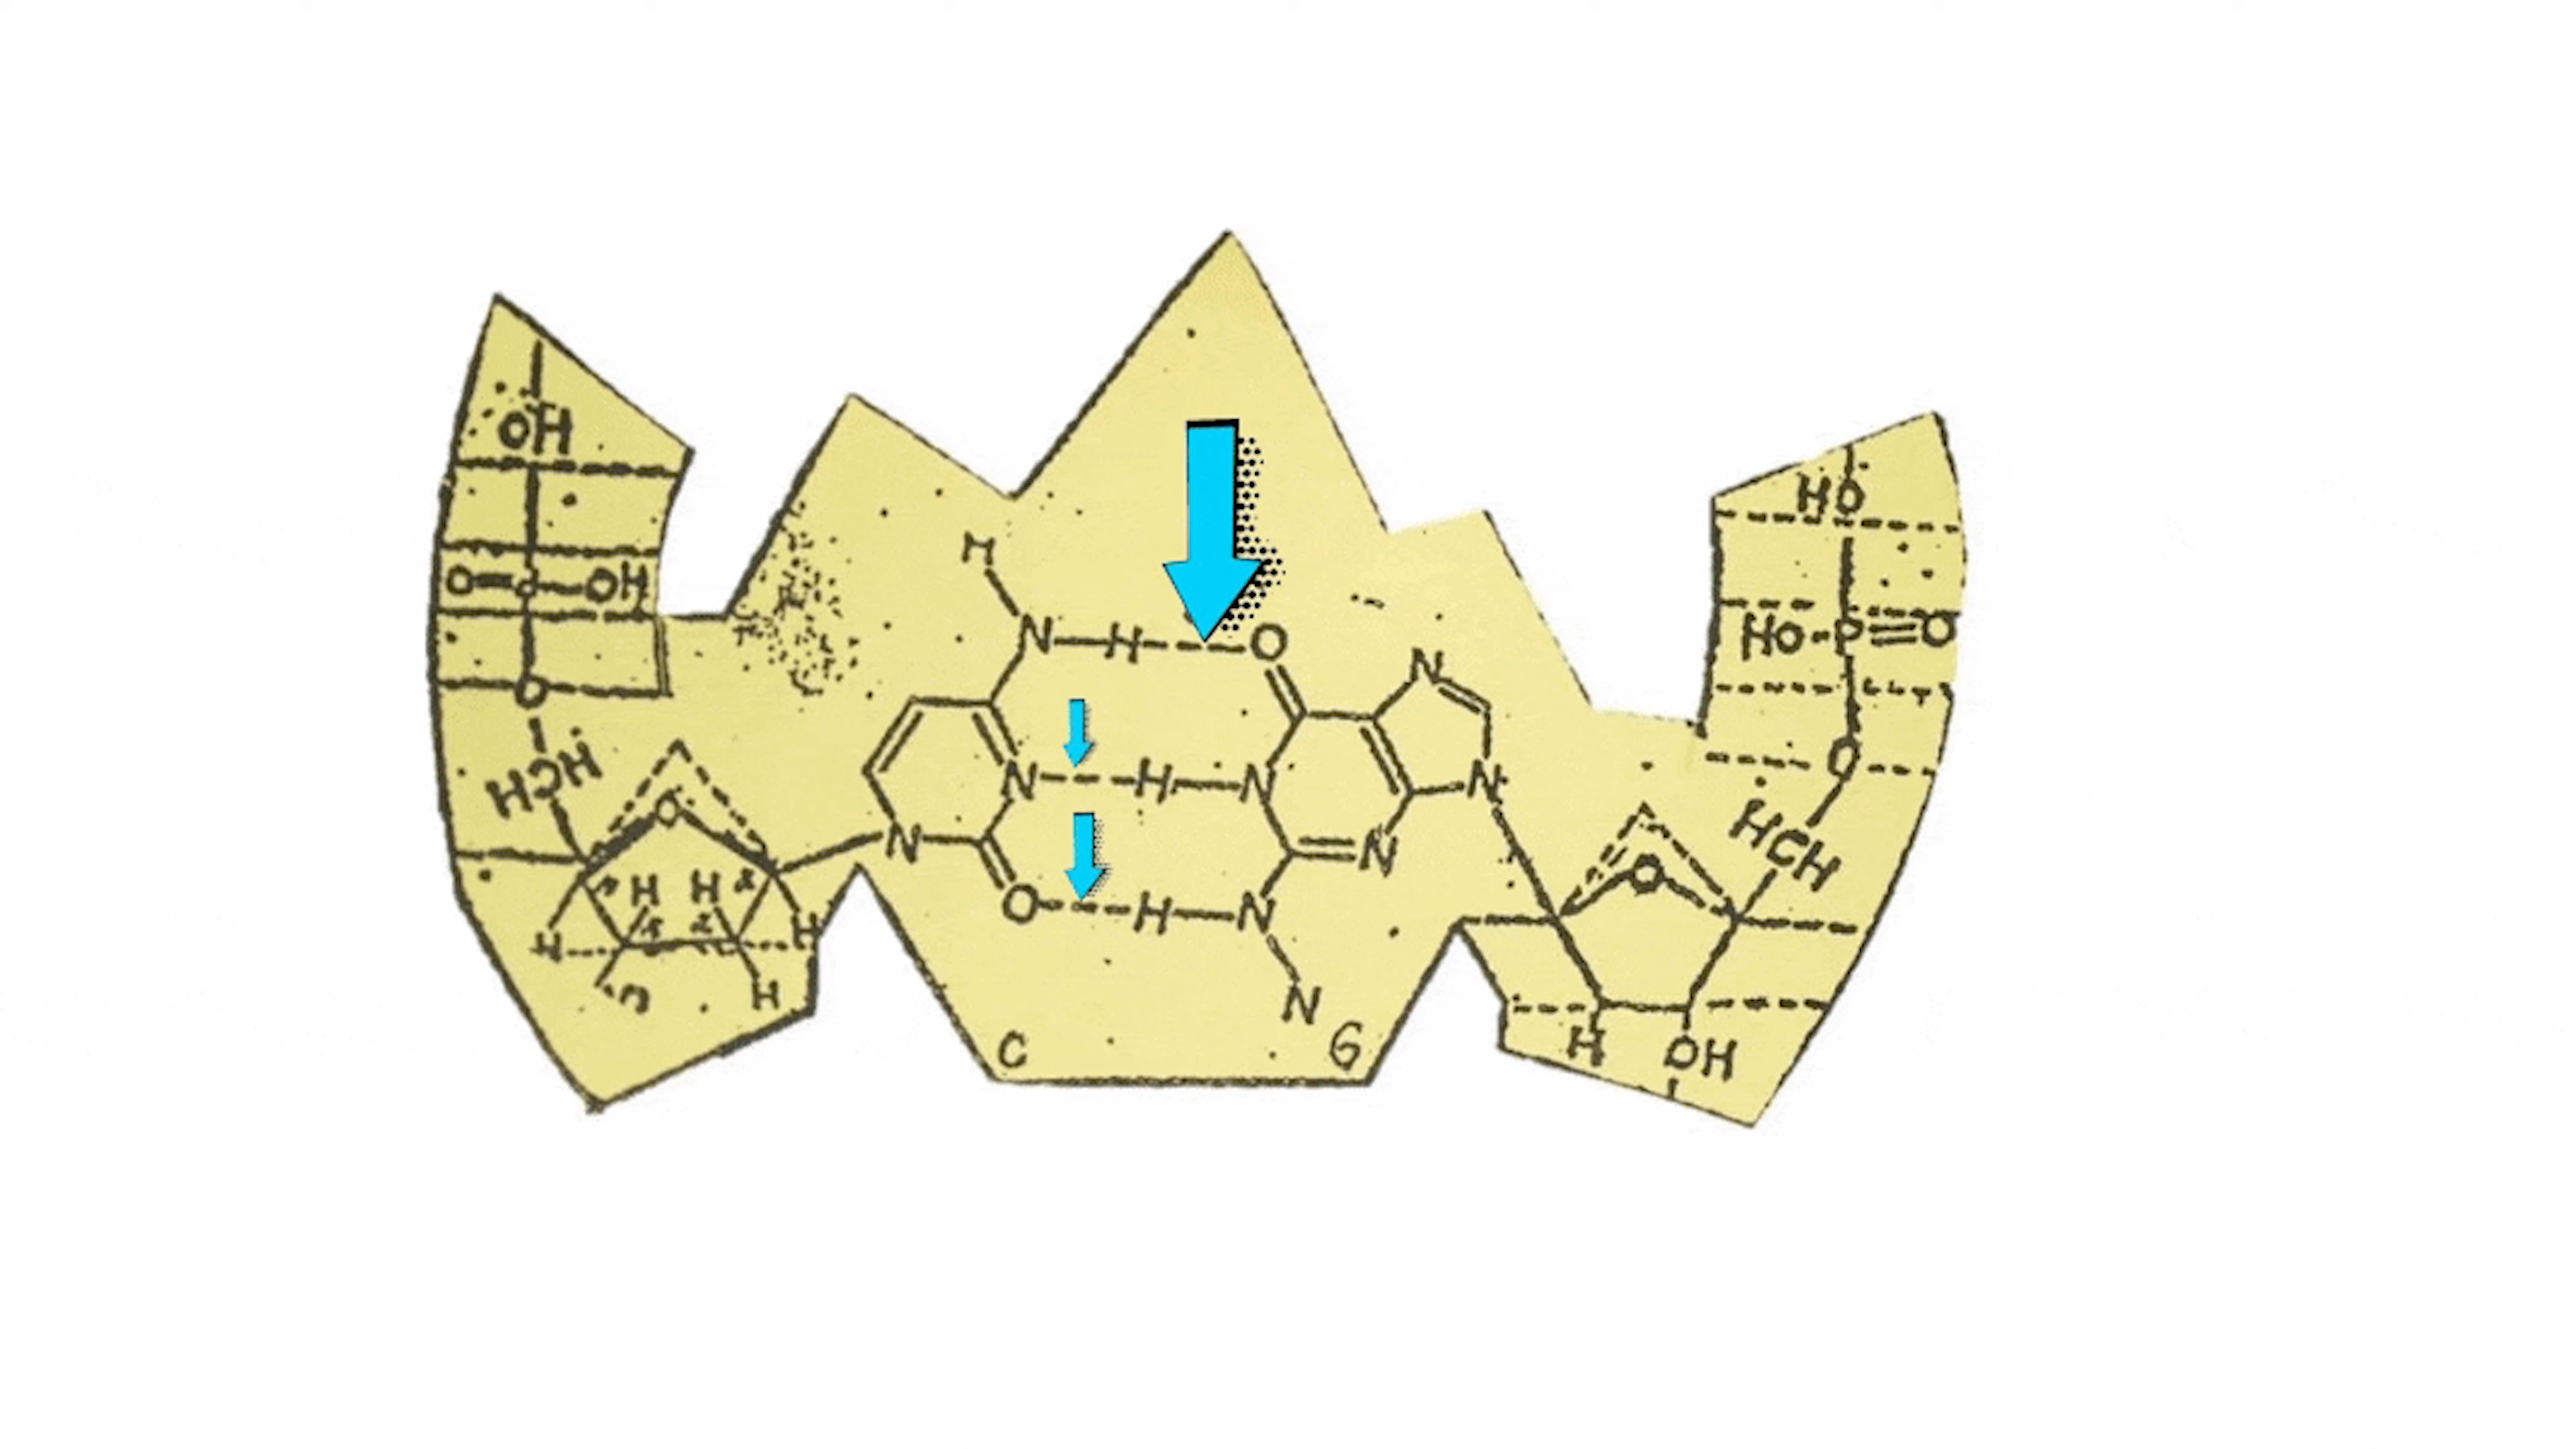 OH
HO
H
O=P-OH
N-H---O
HO-P≡O
N
O
N---H-N
N
O
HCH
O
N
N
HCH
H H
O
O---H-N
H
H
H
N
C
G
H
OH